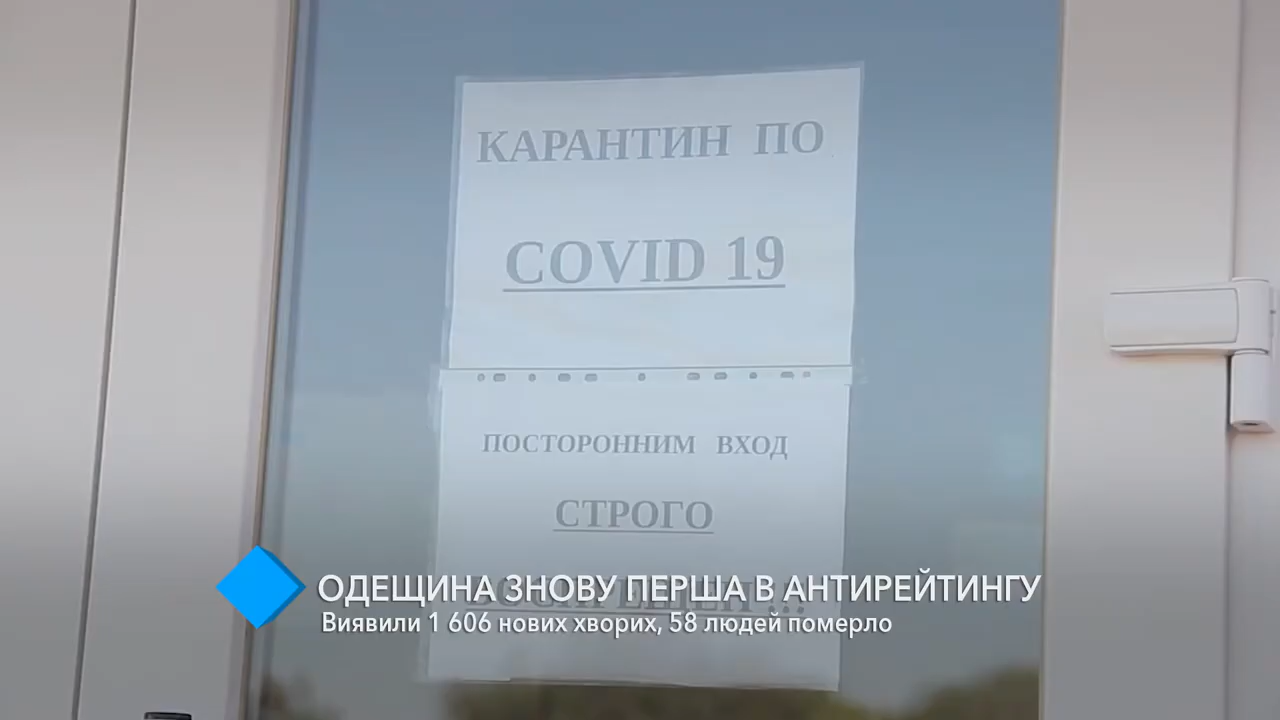 КАРАНТИН ПО
COVID 19
ПОСТОРОННИМ ВХОД
СТРОГО
ОДЕЩИНА ЗНОВУ ПЕРША В АНТИРЕЙТИНГУ
Виявили 1 606 нових хворих, 58 людей померло